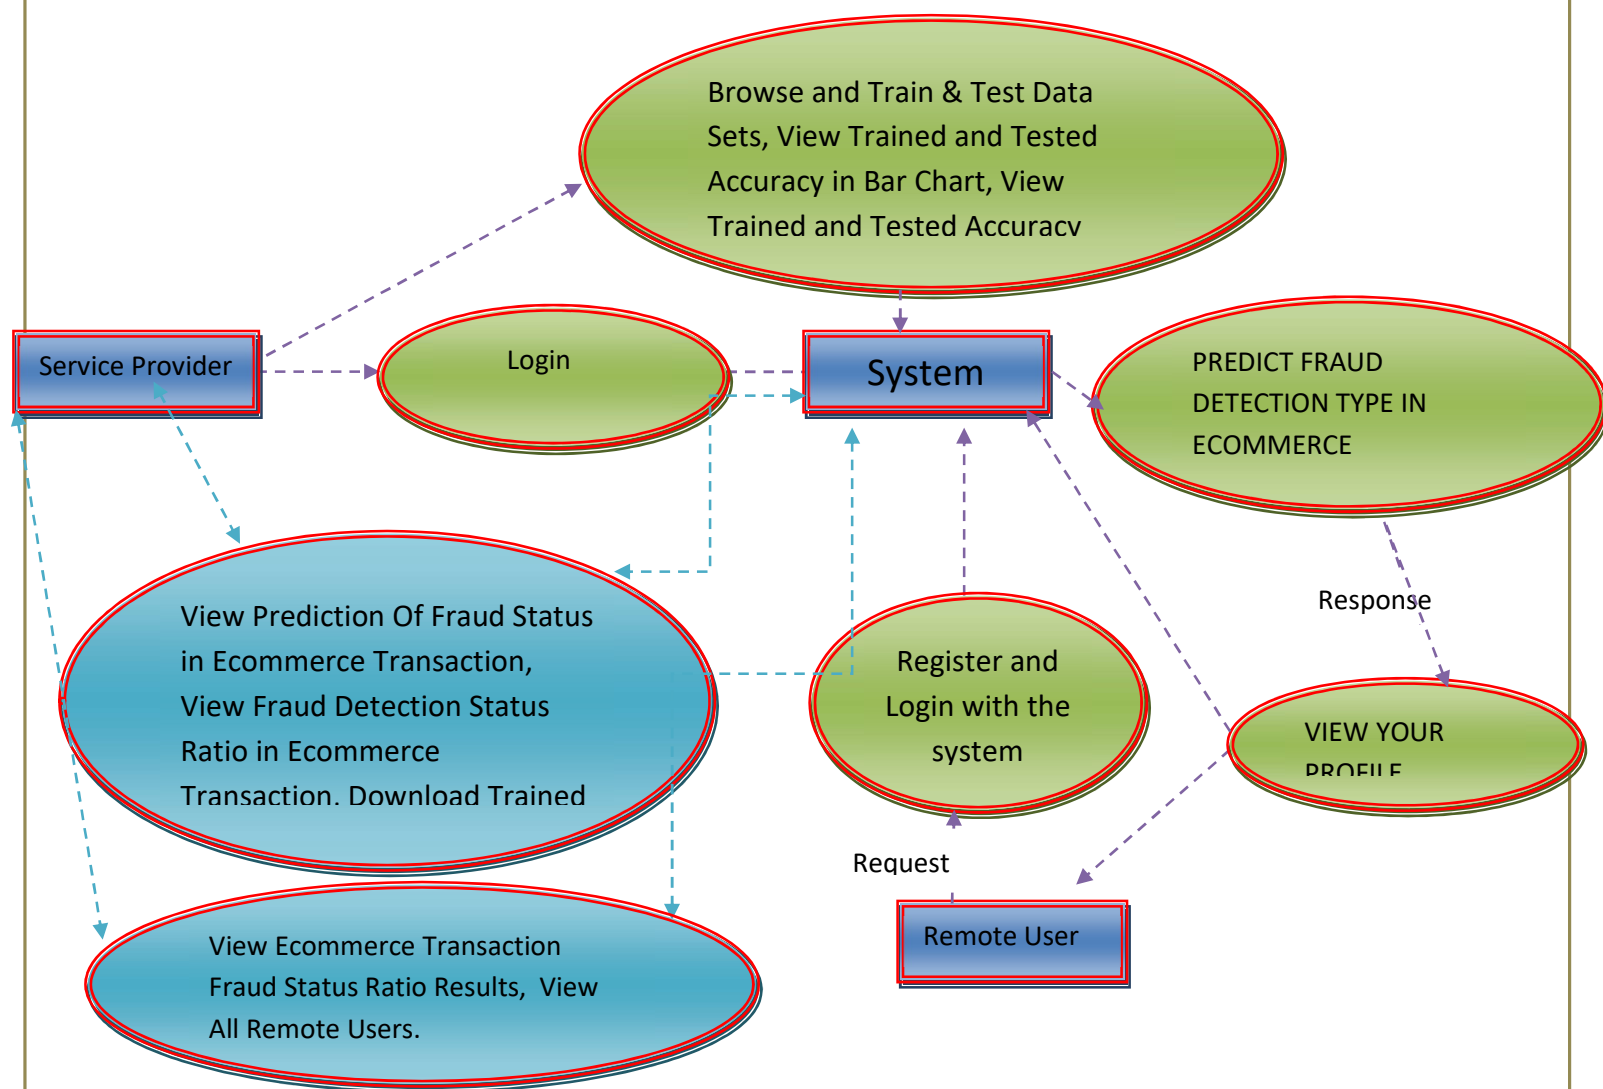 Browse and Train & Test Data
Sets, View Trained and Tested
Accuracy in Bar Chart, View
Trained and Tested Accuracy
Service Provider
Login
System
PREDICT FRAUD
DETECTION TYPE IN
ECOMMERCE
View Prediction Of Fraud Status
in Ecommerce Transaction,
View Fraud Detection Status
Ratio in Ecommerce
Transaction, Download Trained
Register and
Login with the
system
Response
VIEW YOUR
PROFILE
Request
Remote User
View Ecommerce Transaction
Fraud Status Ratio Results, View
All Remote Users.